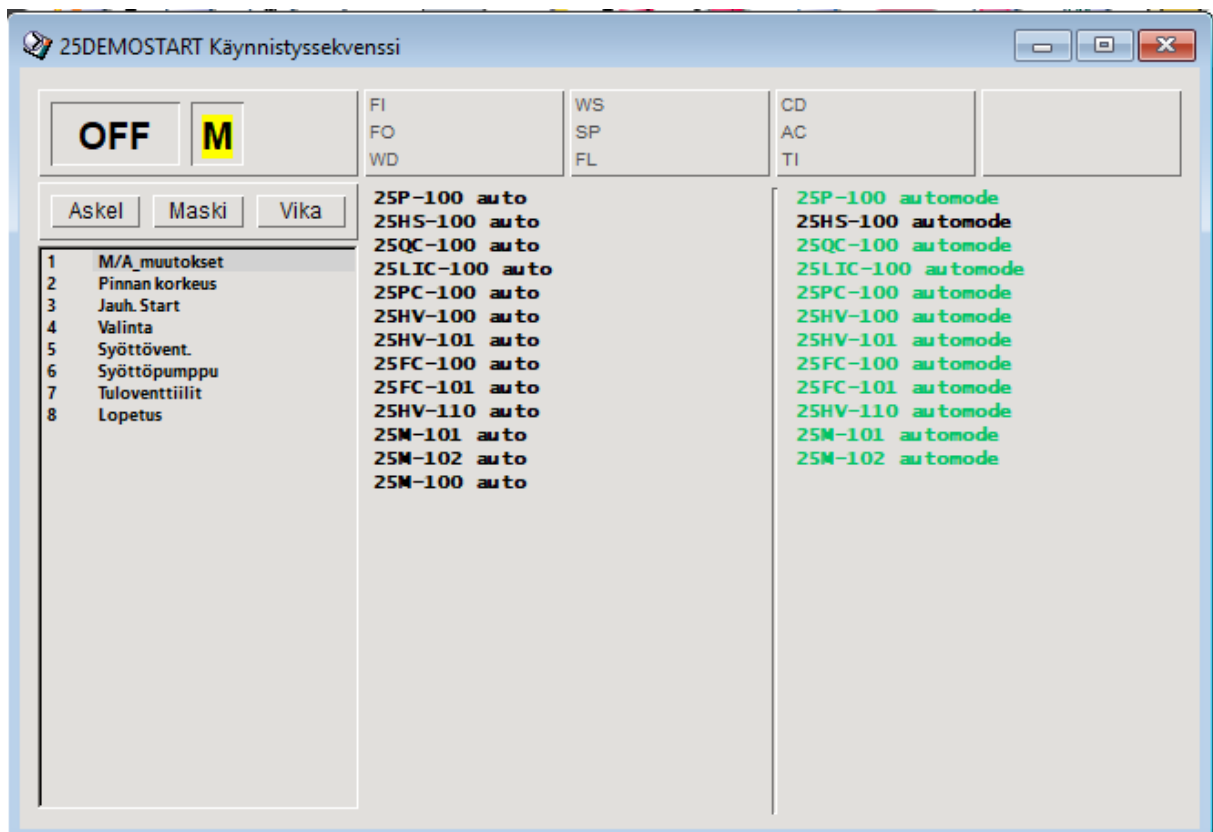 25DEMOSTART Käynnistyssekvenssi
OFF M
FI
FO
WD
WS
SP
FL
CD
AC
TI
Askel Maski Vika
1 M/A_muutokset
2 Pinnan korkeus
3 Jauh. Start
4 Valinta
5 Syöttövent.
6 Syöttöpumppu
7 Tuloventtiilit
8 Lopetus
25P-100 auto
25HS-100 auto
25QC-100 auto
25LIC-100 auto
25PC-100 auto
25HV-100 auto
25HV-101 auto
25FC-100 auto
25FC-101 auto
25HV-110 auto
25M-101 auto
25M-102 auto
25M-100 auto
25P-100 automode
25HS-100 automode
25QC-100 automode
25LIC-100 automode
25PC-100 automode
25HV-100 automode
25HV-101 automode
25FC-100 automode
25FC-101 automode
25HV-110 automode
25M-101 automode
25M-102 automode